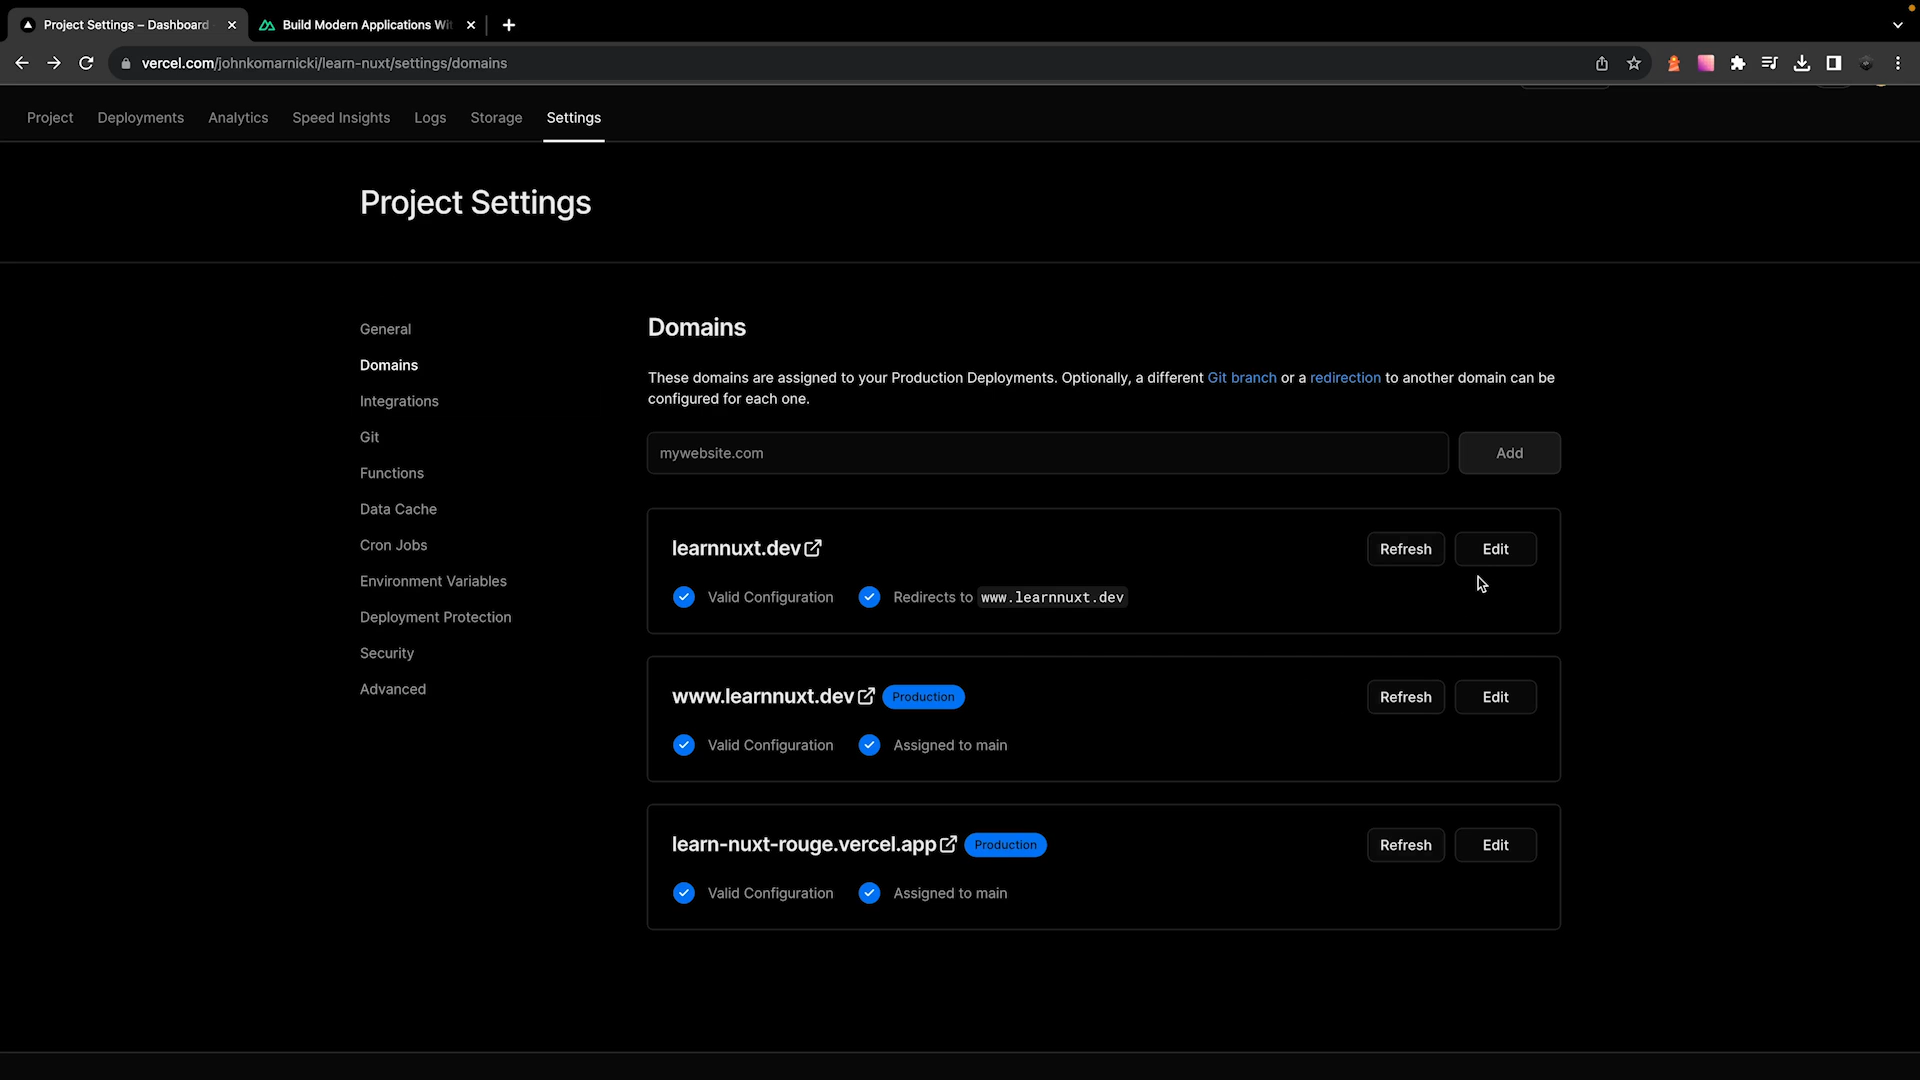 Project Settings – Dashboard
Build Modern Applications Wit
vercel.com/johnkomarnicki/learn-nuxt/settings/domains
Project Deployments Analytics Speed Insights Logs Storage Settings
Project Settings
General
Domains
Integrations
Git
Functions
Data Cache
Cron Jobs
Environment Variables
Deployment Protection
Security
Advanced
Domains
These domains are assigned to your Production Deployments. Optionally, a different Git branch or a redirection to another domain can be
configured for each one.
mywebsite.com Add
learnnuxt.dev Refresh Edit
Valid Configuration Redirects to www.learnnuxt.dev
www.learnnuxt.dev Production Refresh Edit
Valid Configuration Assigned to main
learn-nuxt-rouge.vercel.app Production Refresh Edit
Valid Configuration Assigned to main